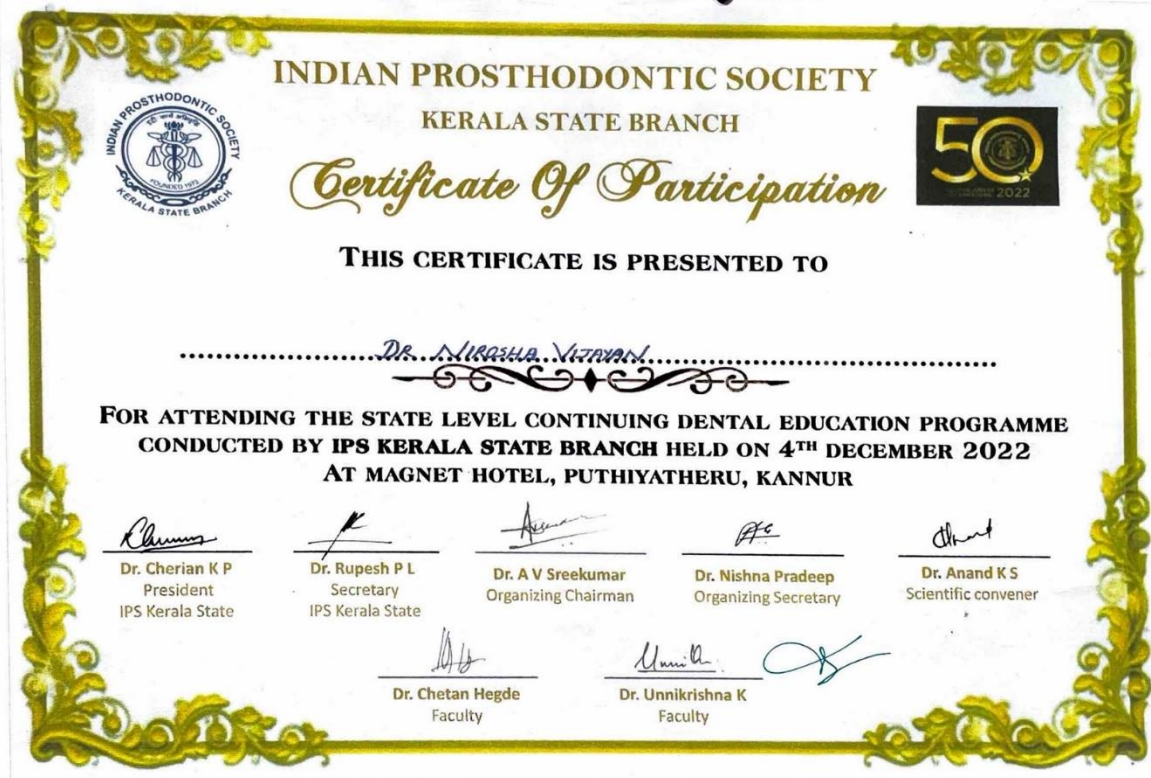 INDIAN PROSTHODONTIC SOCIETY
KERALA STATE BRANCH
Certificate Of Participation
INDIAN PROSTHODONTIC SOCIETY
FOUNDED 1973
KERALA STATE BRANCH
50
2022
THIS CERTIFICATE IS PRESENTED TO
DR NIROSHA VIJAYAN
FOR ATTENDING THE STATE LEVEL CONTINUING DENTAL EDUCATION PROGRAMME
CONDUCTED BY IPS KERALA STATE BRANCH HELD ON 4TH DECEMBER 2022
AT MAGNET HOTEL, PUTHIYATHERU, KANNUR
Dr. Cherian K P
President
IPS Kerala State
Dr. Rupesh P L
Secretary
IPS Kerala State
Dr. A V Sreekumar
Organizing Chairman
Dr. Nishna Pradeep
Organizing Secretary
Dr. Anand K S
Scientific convener
Dr. Chetan Hegde
Faculty
Dr. Unnikrishna K
Faculty